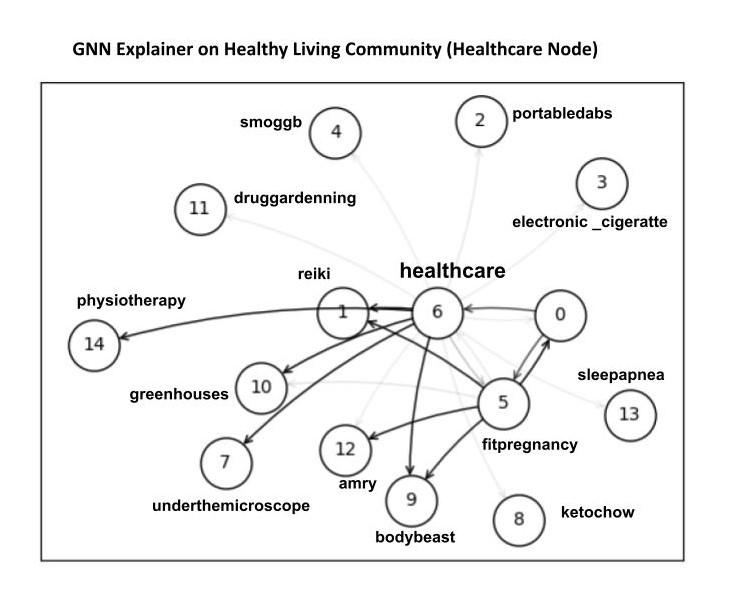 GNN Explainer on Healthy Living Community (Healthcare Node)
smoggb
4
2
portabledabs
3
electronic _cigeratte
11
druggardenning
healthcare
reiki
physiotherapy
1
6
0
14
sleepapnea
greenhouses
10
5
13
fitpregnancy
7
12
amry
underthemicroscope
9
bodybeast
8
ketochow